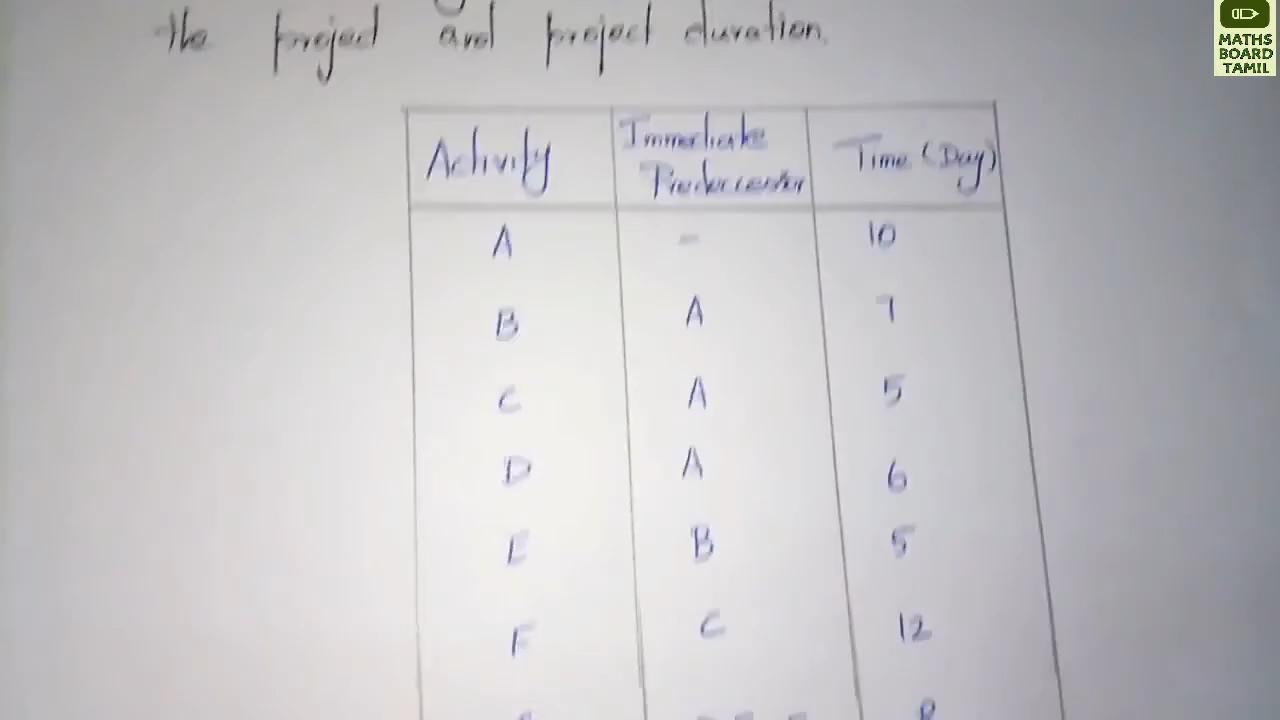 the project and project duration.
MATHS
BOARD
TAMIL
Activity Immediate Predecessor Time (Day)
A - 10
B A 7
C A 5
D A 6
E B 5
F C 12